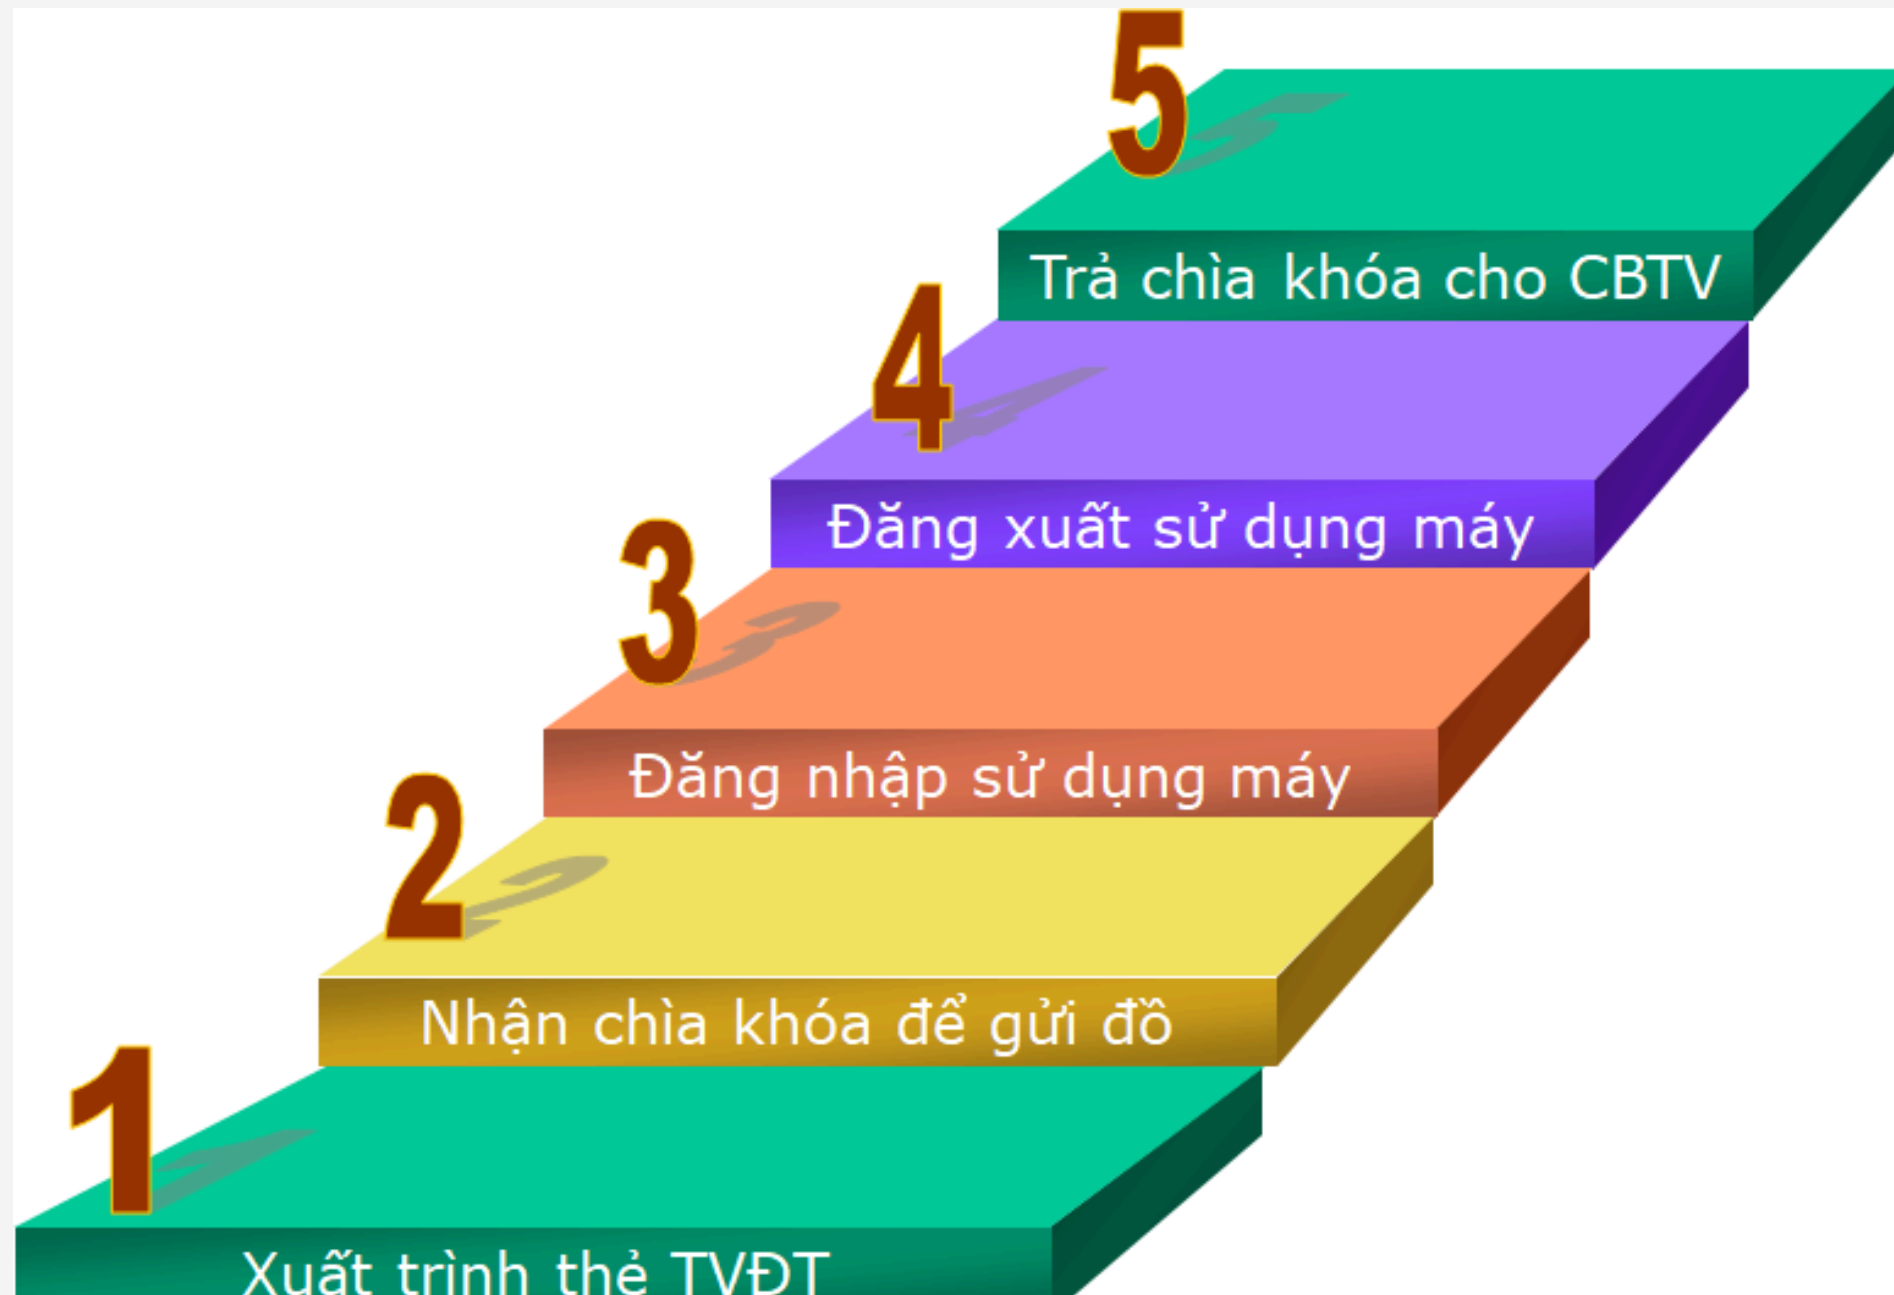 5
Trả chìa khóa cho CBTV
4
Đăng xuất sử dụng máy
3
Đăng nhập sử dụng máy
2
Nhận chìa khóa để gửi đồ
1
Xuất trình thẻ TVĐT